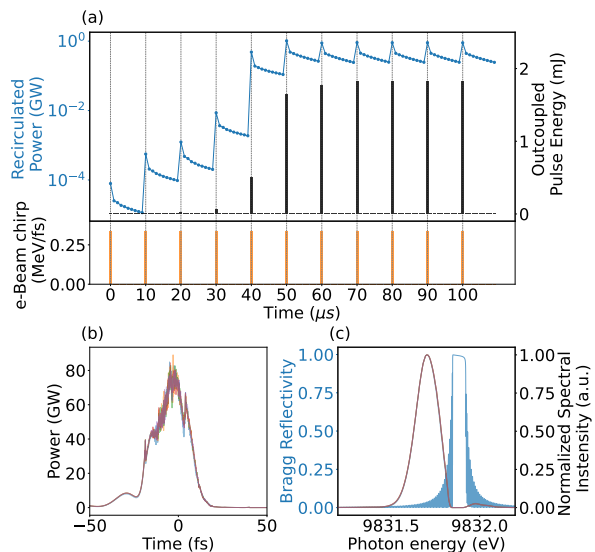 (a)
10⁰
10⁻²
10⁻⁴
Recirculated
Power (GW)
2
1
0
Outcoupled
Pulse Energy (mJ)
0.25
0.00
e-Beam chirp
(MeV/fs)
0 10 20 30 40 50 60 70 80 90 100
Time (μs)
(b)
80
60
40
20
0
Power (GW)
−50 0 50
Time (fs)
(c)
1.00
0.75
0.50
0.25
0.00
Bragg Reflectivity
1.00
0.75
0.50
0.25
0.00
Normalized Spectral
Instensity (a.u.)
9831.5 9832.0
Photon energy (eV)